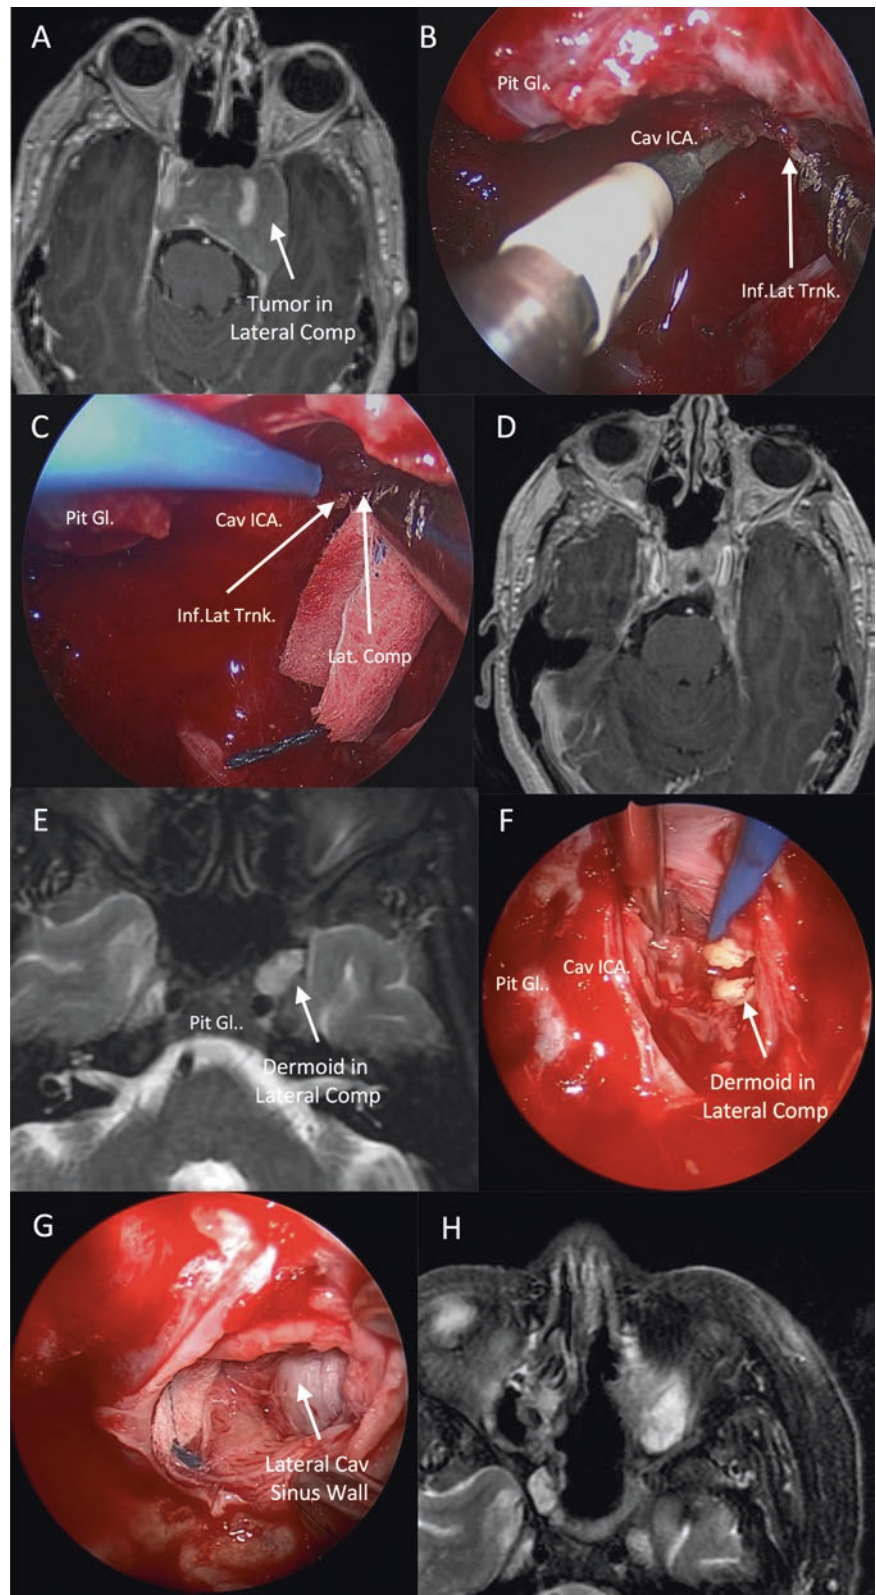 A
Tumor in
Lateral Comp
B
Pit Gl..
Cav ICA.
Inf.Lat Trnk.
C
Pit Gl.
Cav ICA.
Inf.Lat Trnk.
Lat. Comp
D
E
Pit Gl..
Dermoid in
Lateral Comp
F
Cav ICA.
Pit Gl..
Dermoid in
Lateral Comp
G
Lateral Cav
Sinus Wall
H